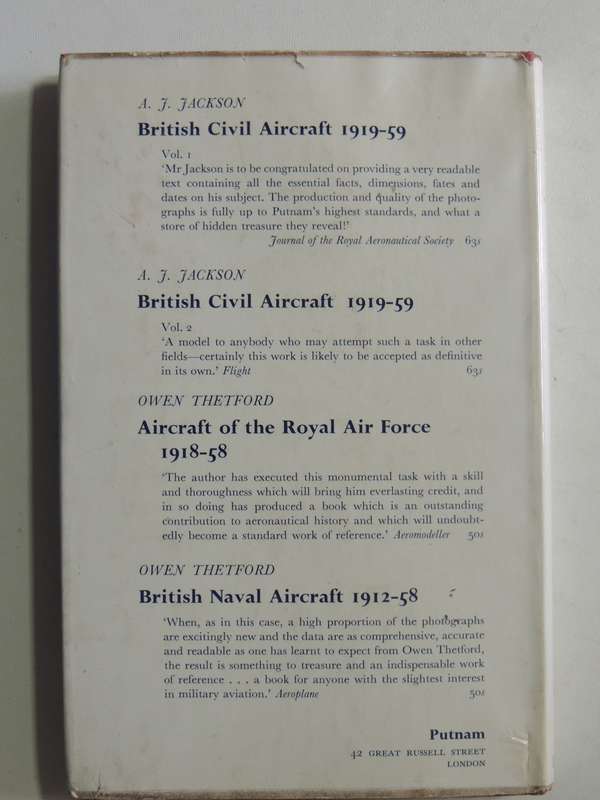 A. J. JACKSON
British Civil Aircraft 1919-59
Vol. 1
'Mr Jackson is to be congratulated on providing a very readable
text containing all the essential facts, dimensions, fates and
dates on his subject. The production and quality of the photo-
graphs is fully up to Putnam's highest standards, and what a
store of hidden treasure they reveal!'
Journal of the Royal Aeronautical Society 63s
A. J. JACKSON
British Civil Aircraft 1919-59
Vol. 2
'A model to anybody who may attempt such a task in other
fields—certainly this work is likely to be accepted as definitive
in its own.' Flight 63s
OWEN THETFORD
Aircraft of the Royal Air Force
1918-58
'The author has executed this monumental task with a skill
and thoroughness which will bring him everlasting credit, and
in so doing has produced a book which is an outstanding
contribution to aeronautical history and which will undoubt-
edly become a standard work of reference.' Aeromodeller 50s
OWEN THETFORD
British Naval Aircraft 1912-58
'When, as in this case, a high proportion of the photographs
are excitingly new and the data are as comprehensive, accurate
and readable as one has learnt to expect from Owen Thetford,
the result is something to treasure and an indispensable work
of reference . . . a book for anyone with the slightest interest
in military aviation.' Aeroplane 50s
Putnam
42 GREAT RUSSELL STREET
LONDON